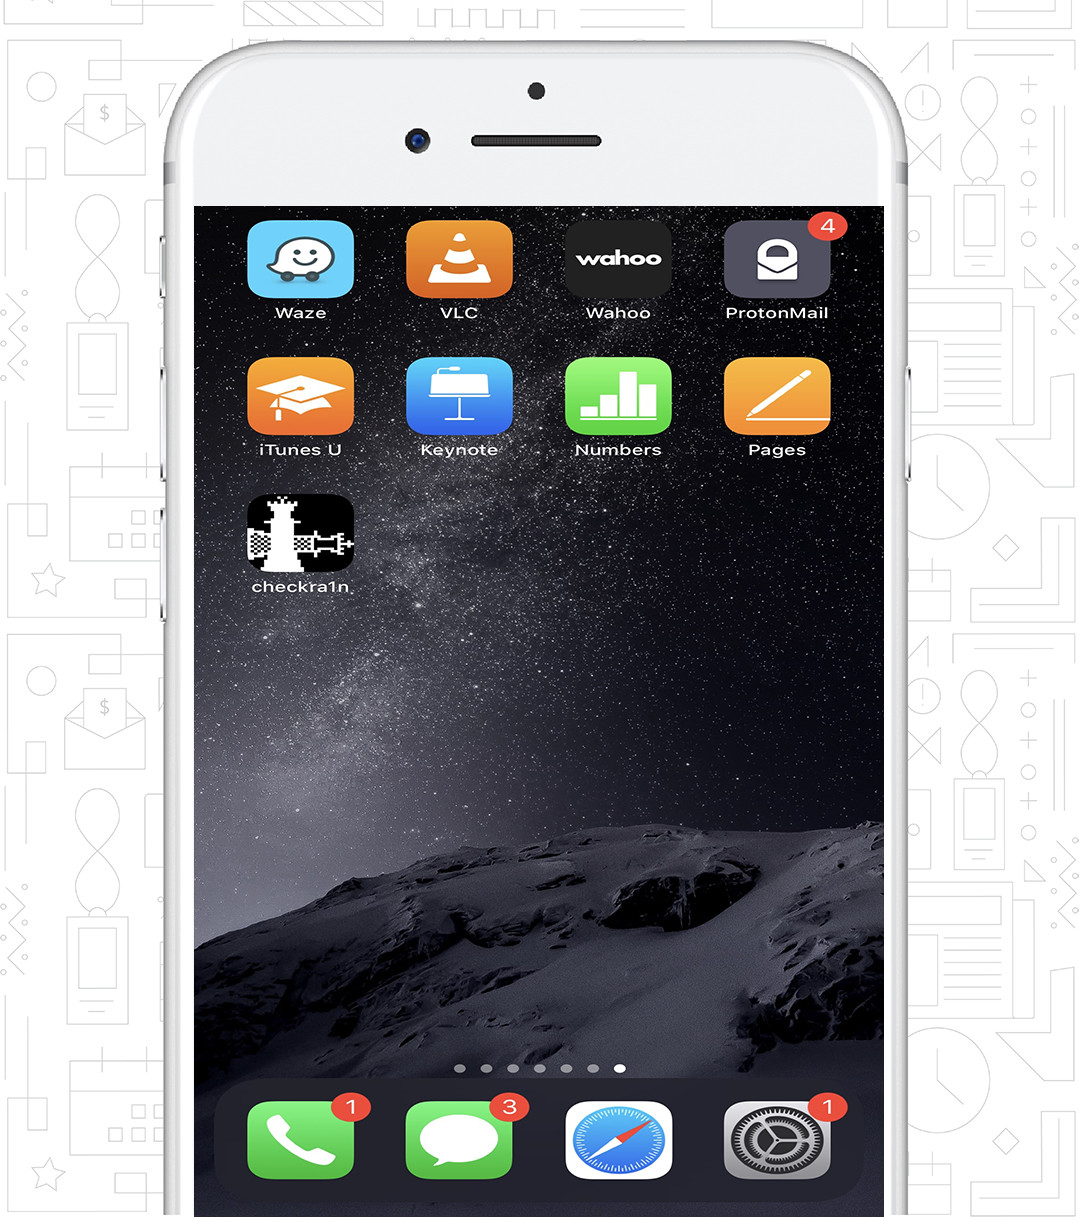 $
4
wahoo
Waze
VLC
Wahoo
ProtonMail
iTunes U
Keynote
Numbers
Pages
checkra1n
$
1
3
1